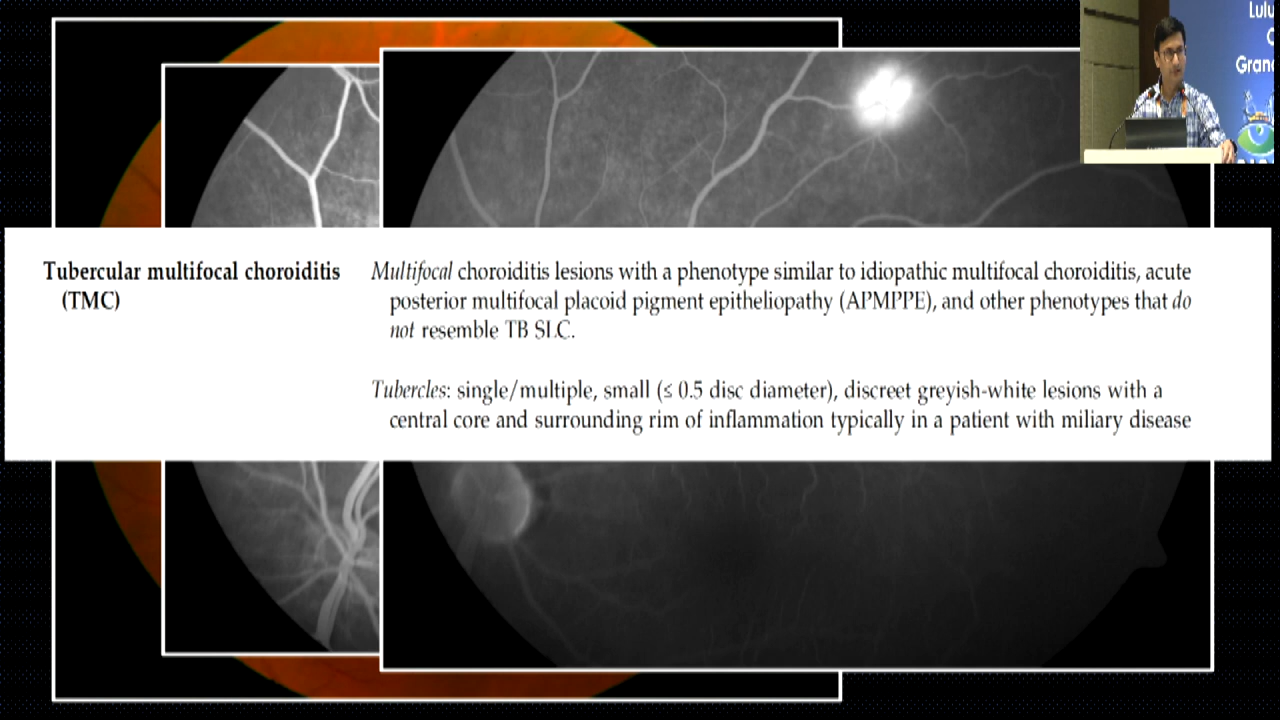 Lulu
Gran
Tubercular multifocal choroiditis
(TMC)
Multifocal choroiditis lesions with a phenotype similar to idiopathic multifocal choroiditis, acute
posterior multifocal placoid pigment epitheliopathy (APMPPE), and other phenotypes that do
not resemble TB SLC.
Tubercles: single/multiple, small (≤ 0.5 disc diameter), discreet greyish-white lesions with a
central core and surrounding rim of inflammation typically in a patient with miliary disease